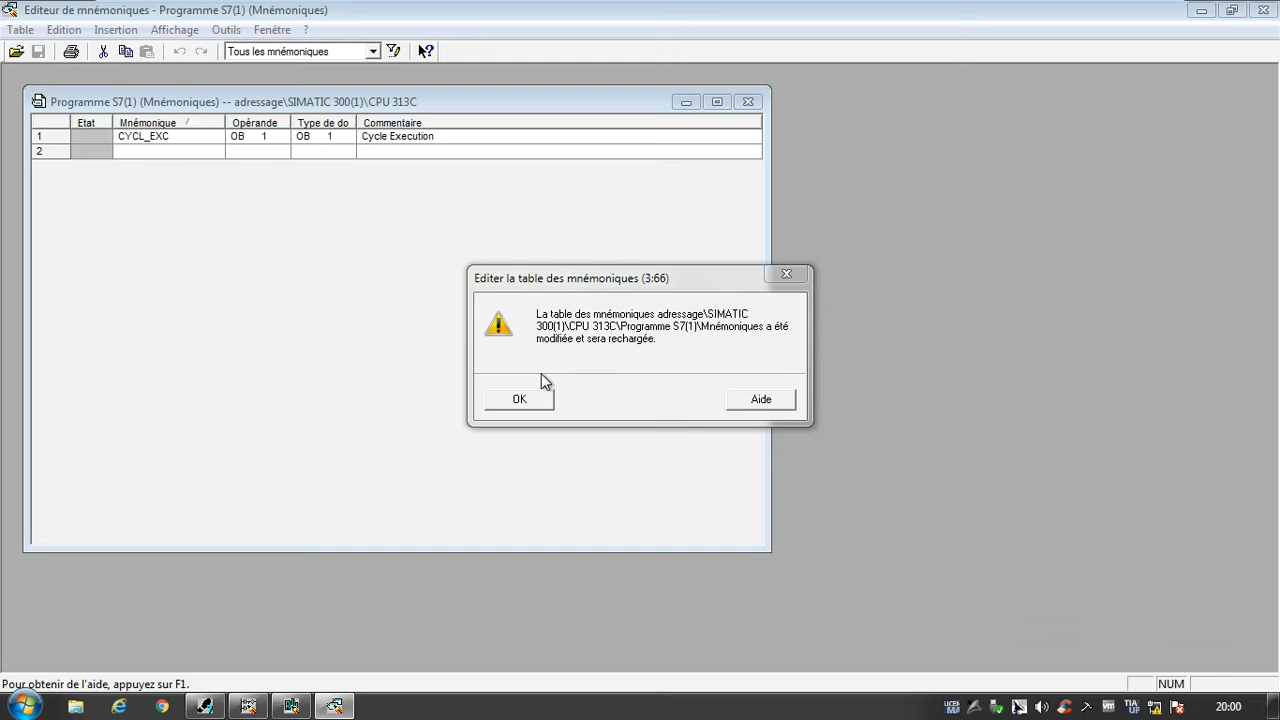 Editeur de mnémoniques - Programme S7(1) (Mnémoniques)
Table Edition Insertion Affichage Outils Fenêtre ?
Tous les mnémoniques
Programme S7(1) (Mnémoniques) -- adressage\SIMATIC 300(1)\CPU 313C
Etat Mnémonique Opérande Type de do Commentaire
1 CYCL_EXC OB 1 OB 1 Cycle Execution
2
Editer la table des mnémoniques (3:66)
La table des mnémoniques adressage\SIMATIC
300(1)\CPU 313C\Programme S7(1)\Mnémoniques a été
modifiée et sera rechargée.
OK Aide
Pour obtenir de l'aide, appuyez sur F1.
NUM
TIA
UP
20:00